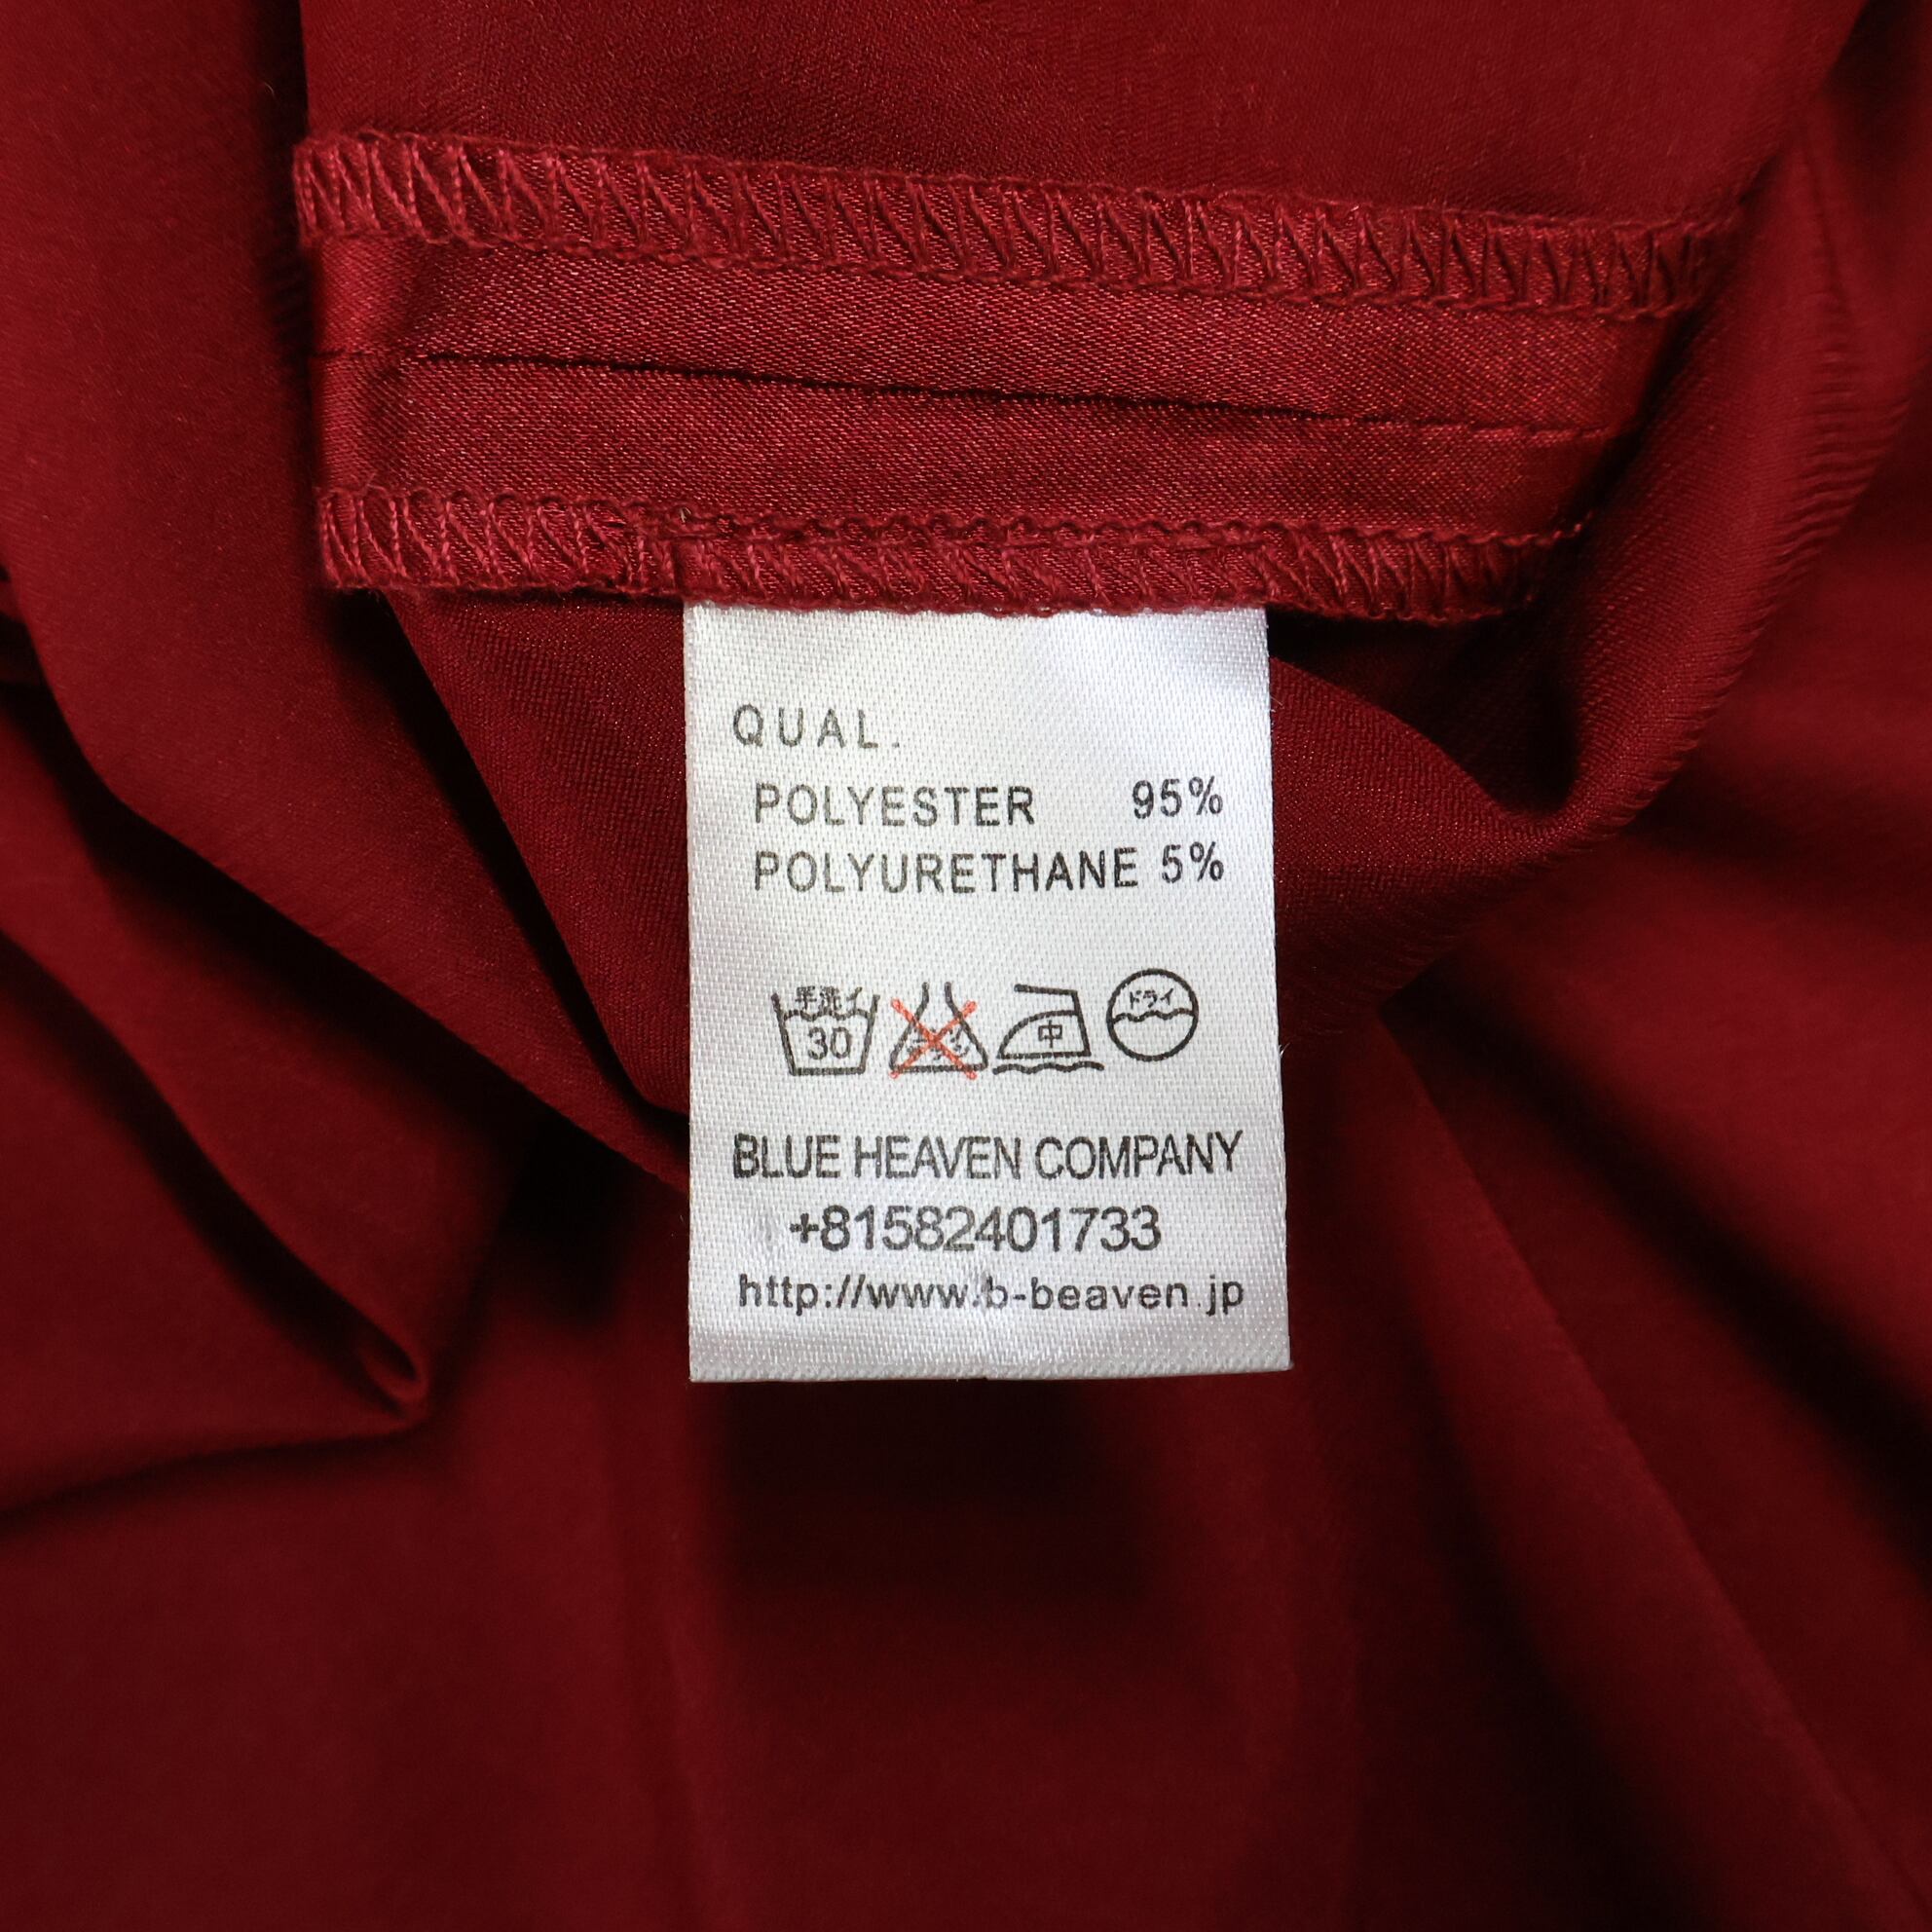 QUAL.
POLYESTER 95%
POLYURETHANE 5%
手洗イ 30 中 ドライ
BLUE HEAVEN COMPANY
+81582401733
http://www.b-beaven.jp